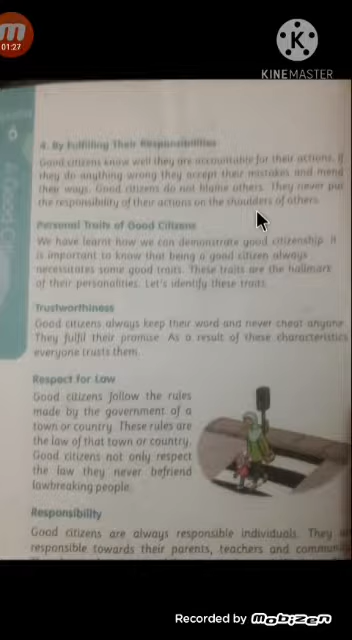 01:27
K
KINEMASTER
6
A Good Citizen
4. By Fulfilling Their Responsibilities
Good citizens know well they are accountable for their actions. If
they do anything wrong they accept their mistakes and mend
their ways. Good citizens do not blame others. They never put
the responsibility of their actions on the shoulders of others.
Personal Traits of Good Citizens
We have learnt how we can demonstrate good citizenship. It
is important to know that being a good citizen always
necessitates some good traits. These traits are the hallmark
of their personalities. Let's identify these traits.
Trustworthiness
Good citizens always keep their word and never cheat anyone.
They fulfil their promise. As a result of these characteristics
everyone trusts them.
Respect for Law
Good citizens follow the rules
made by the government of a
town or country. These rules are
the law of that town or country.
Good citizens not only respect
the law they never befriend
lawbreaking people.
Responsibility
Good citizens are always responsible individuals. They
responsible towards their parents, teachers and community
Recorded by mobizen